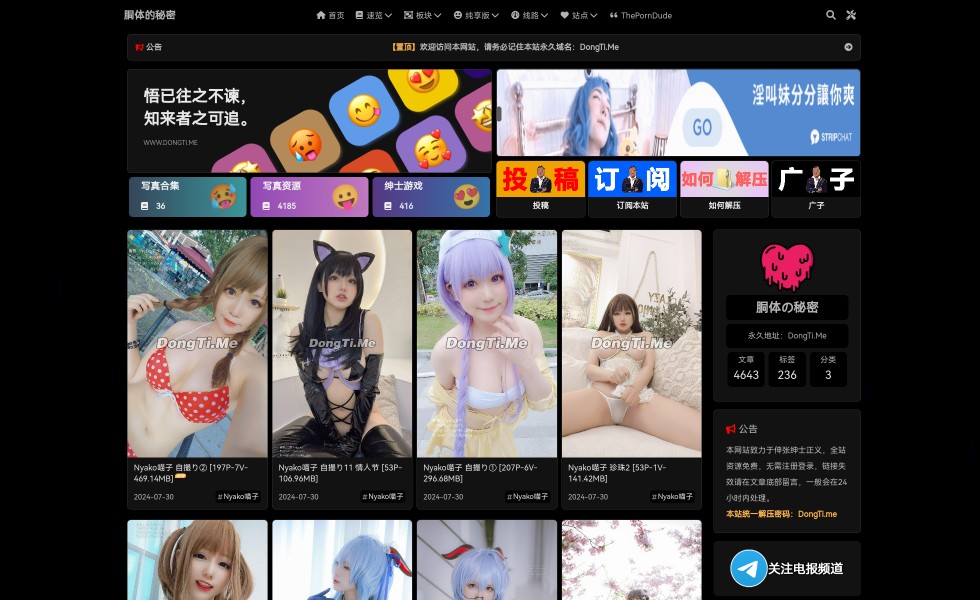 胴体的秘密
首页 速览 板块 纯享版 线路 站点 ThePornDude
公告
【置顶】欢迎访问本网站，请务必记住本站永久域名：DongTi.Me
悟已往之不谏，
知来者之可追。
WWW.DONGTI.ME
淫叫妹分分讓你爽
GO
STRIPCHAT
写真合集
36
写真资源
4185
绅士游戏
416
投稿
订阅
如何解压
广子
投稿
订阅本站
如何解压
广子
DongTi.Me
DongTi.Me
DongTi.Me
DongTi.Me
Nyako喵子 自撮り② [197P-7V-
469.14MB]
2024-07-30
#Nyako喵子
Nyako喵子 自撮り11 情人节 [53P-
106.96MB]
2024-07-30
#Nyako喵子
Nyako喵子 自撮り① [207P-6V-
296.68MB]
2024-07-30
#Nyako喵子
Nyako喵子 珍珠2 [53P-1V-
141.42MB]
2024-07-30
#Nyako喵子
胴体の秘密
永久地址：DongTi.Me
文章 标签 分类
4643 236 3
公告
本网站致力于伸张绅士正义，全站
资源免费，无需注册登录，链接失
效请在文章底部留言，一般会在24
小时内处理。
本站统一解压密码：DongTi.me
关注电报频道